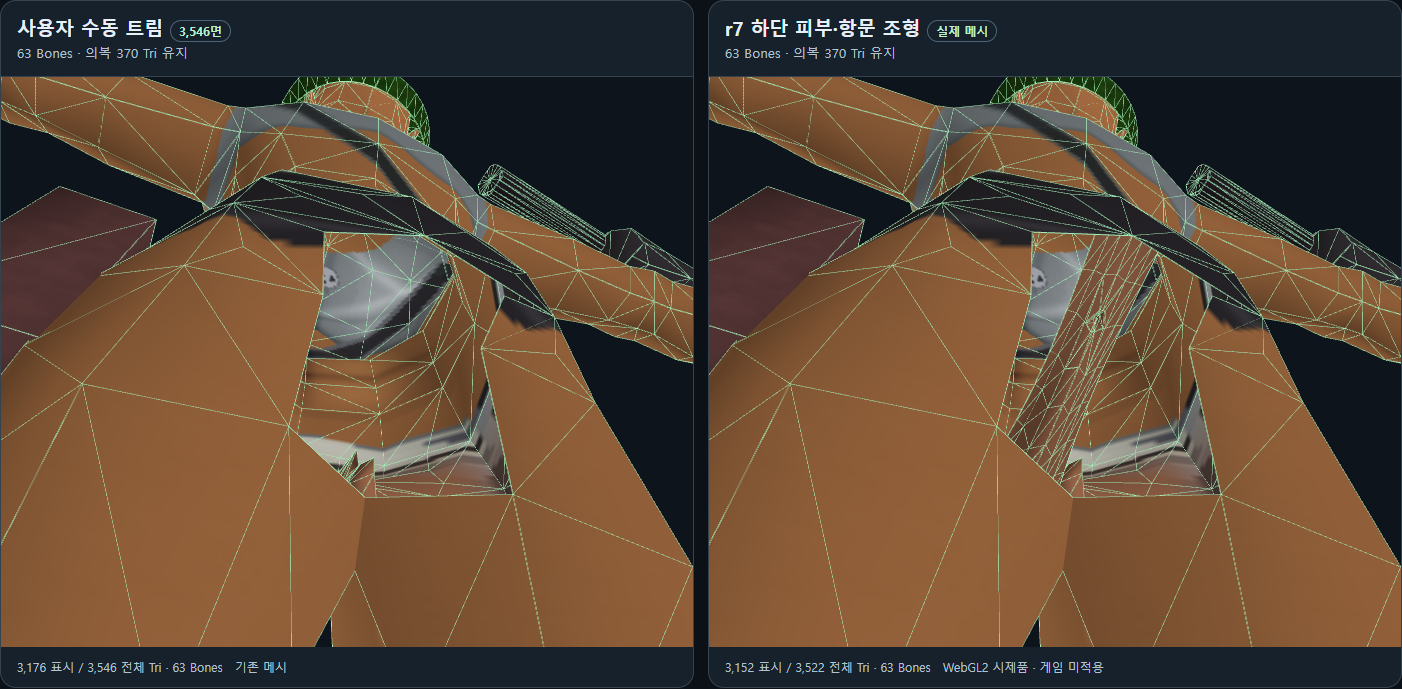 사용자 수동 트림 3,546면
63 Bones · 의복 370 Tri 유지
3,176 표시 / 3,546 전체 Tri · 63 Bones 기존 메시
r7 하단 피부·항문 조형 실제 메시
63 Bones · 의복 370 Tri 유지
3,152 표시 / 3,522 전체 Tri · 63 Bones WebGL2 시제품 · 게임 미적용